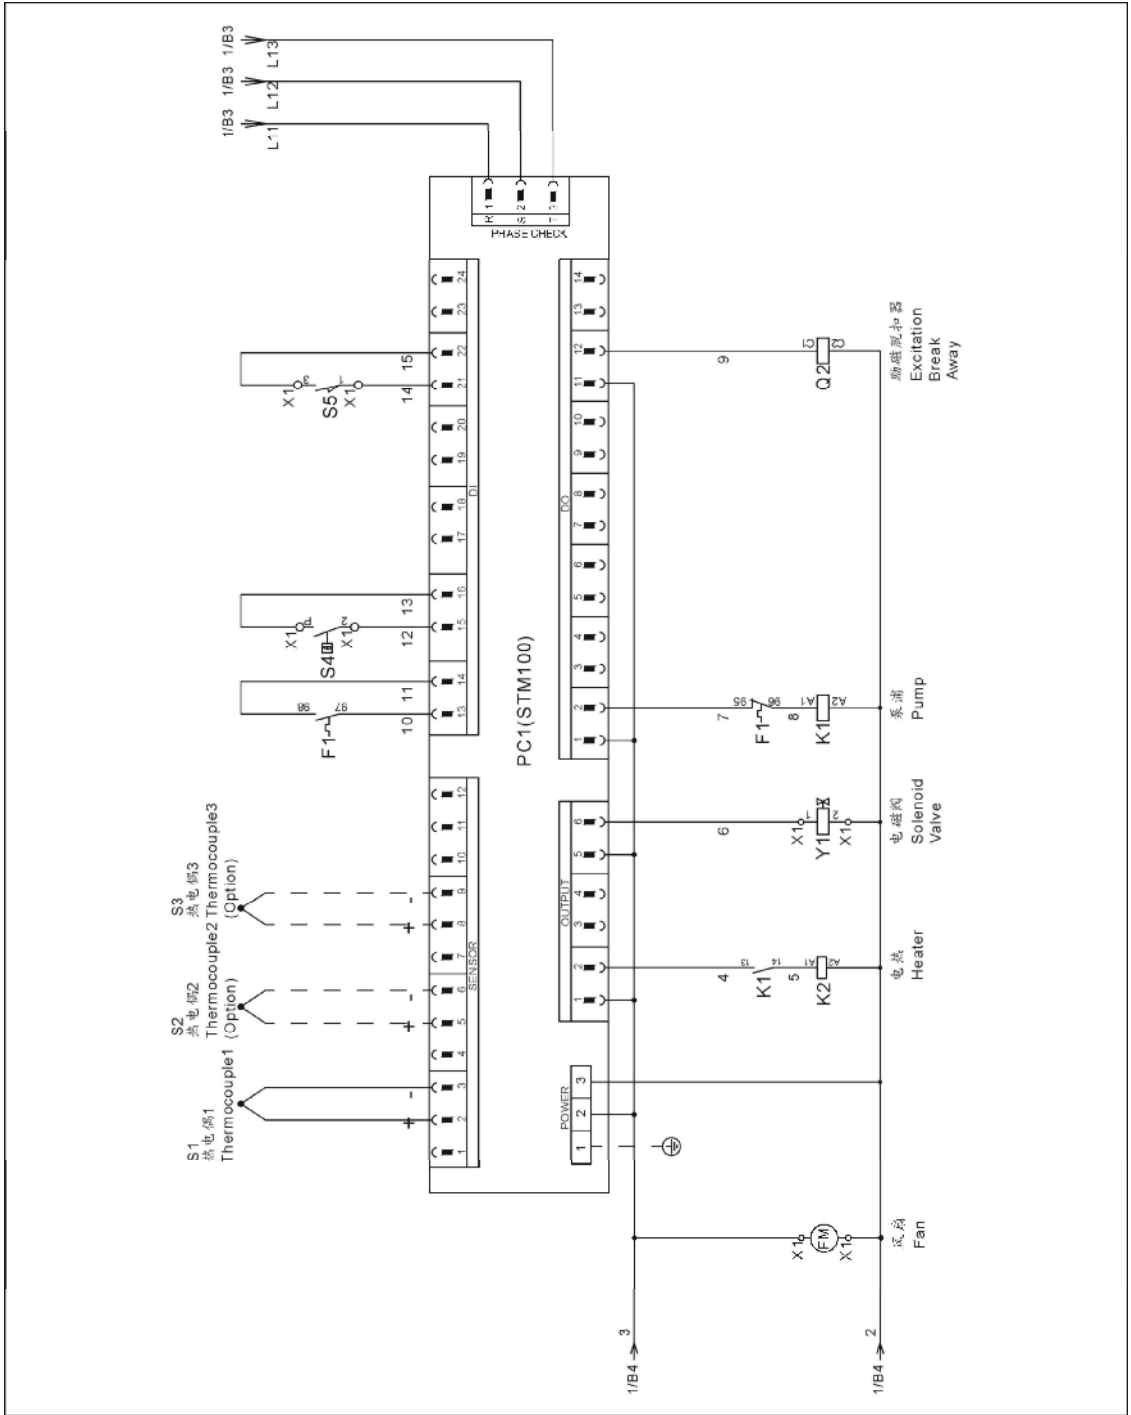 S1
热电偶1
Thermocouple1
S2
热电偶2
Thermocouple2
(Option)
S3
热电偶3
Thermocouple3
(Option)
1/B3 1/B3 1/B3
L11 L12 L13
98
F1
97
X1
P
S4
2
X1
X1
3
S5
1
X1
+ - + - + -
10 11 12 13 14 15
1 2 3 4 5 6 7 8 9 10 11 12
SENSOR
13 14 15 16 17 18 19 20 21 22 23 24
DI
1 2 3
R S T
PHASE CHECK
PC1(STM100)
POWER
1 2 3
OUTPUT
1 2 3 4 5 6
DO
1 2 3 4 5 6 7 8 9 10 11 12 13 14
1/B4 3
4
13
K1
14
5
A1
K2
A2
6
X1
1
Y1
2
X1
7
95
F1
96
8
A1
K1
A2
9
C1
Q2
C2
X1
FM
X1
1/B4 2
风扇
Fan
电热
Heater
电磁阀
Solenoid
Valve
泵浦
Pump
励磁脱扣器
Excitation
Break
Away